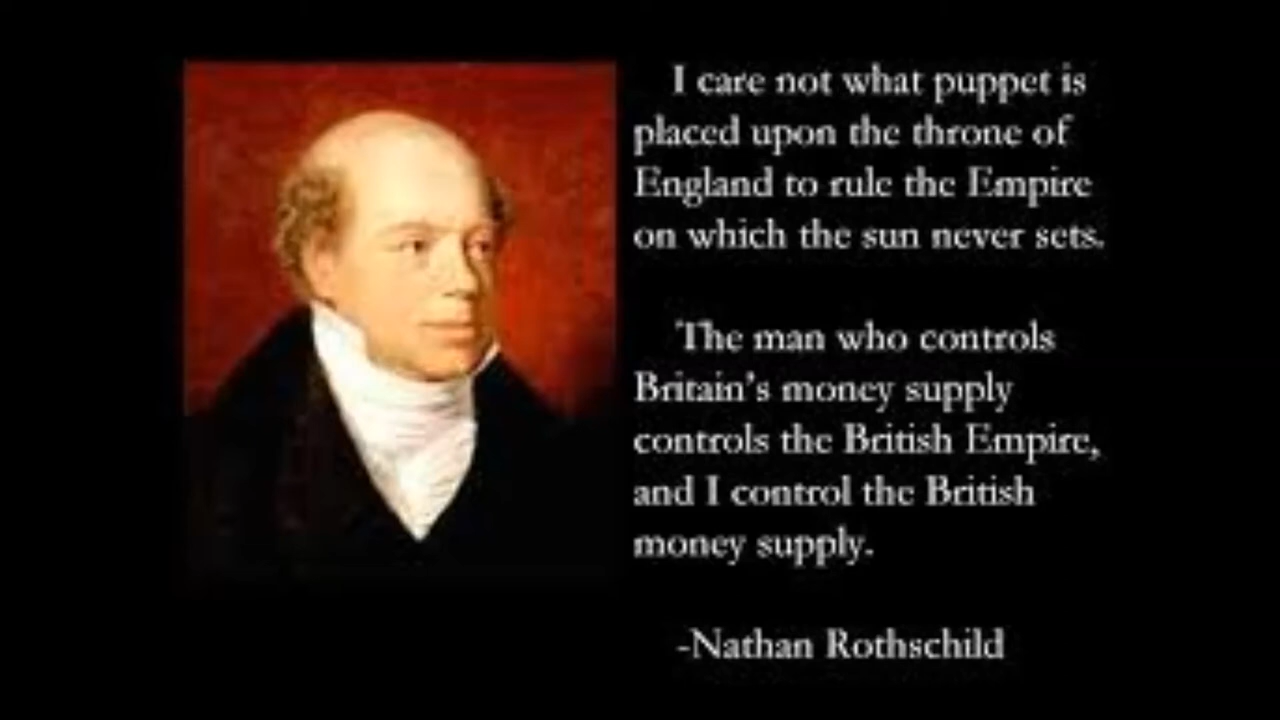 I care not what puppet is
placed upon the throne of
England to rule the Empire
on which the sun never sets.
The man who controls
Britain's money supply
controls the British Empire,
and I control the British
money supply.
-Nathan Rothschild